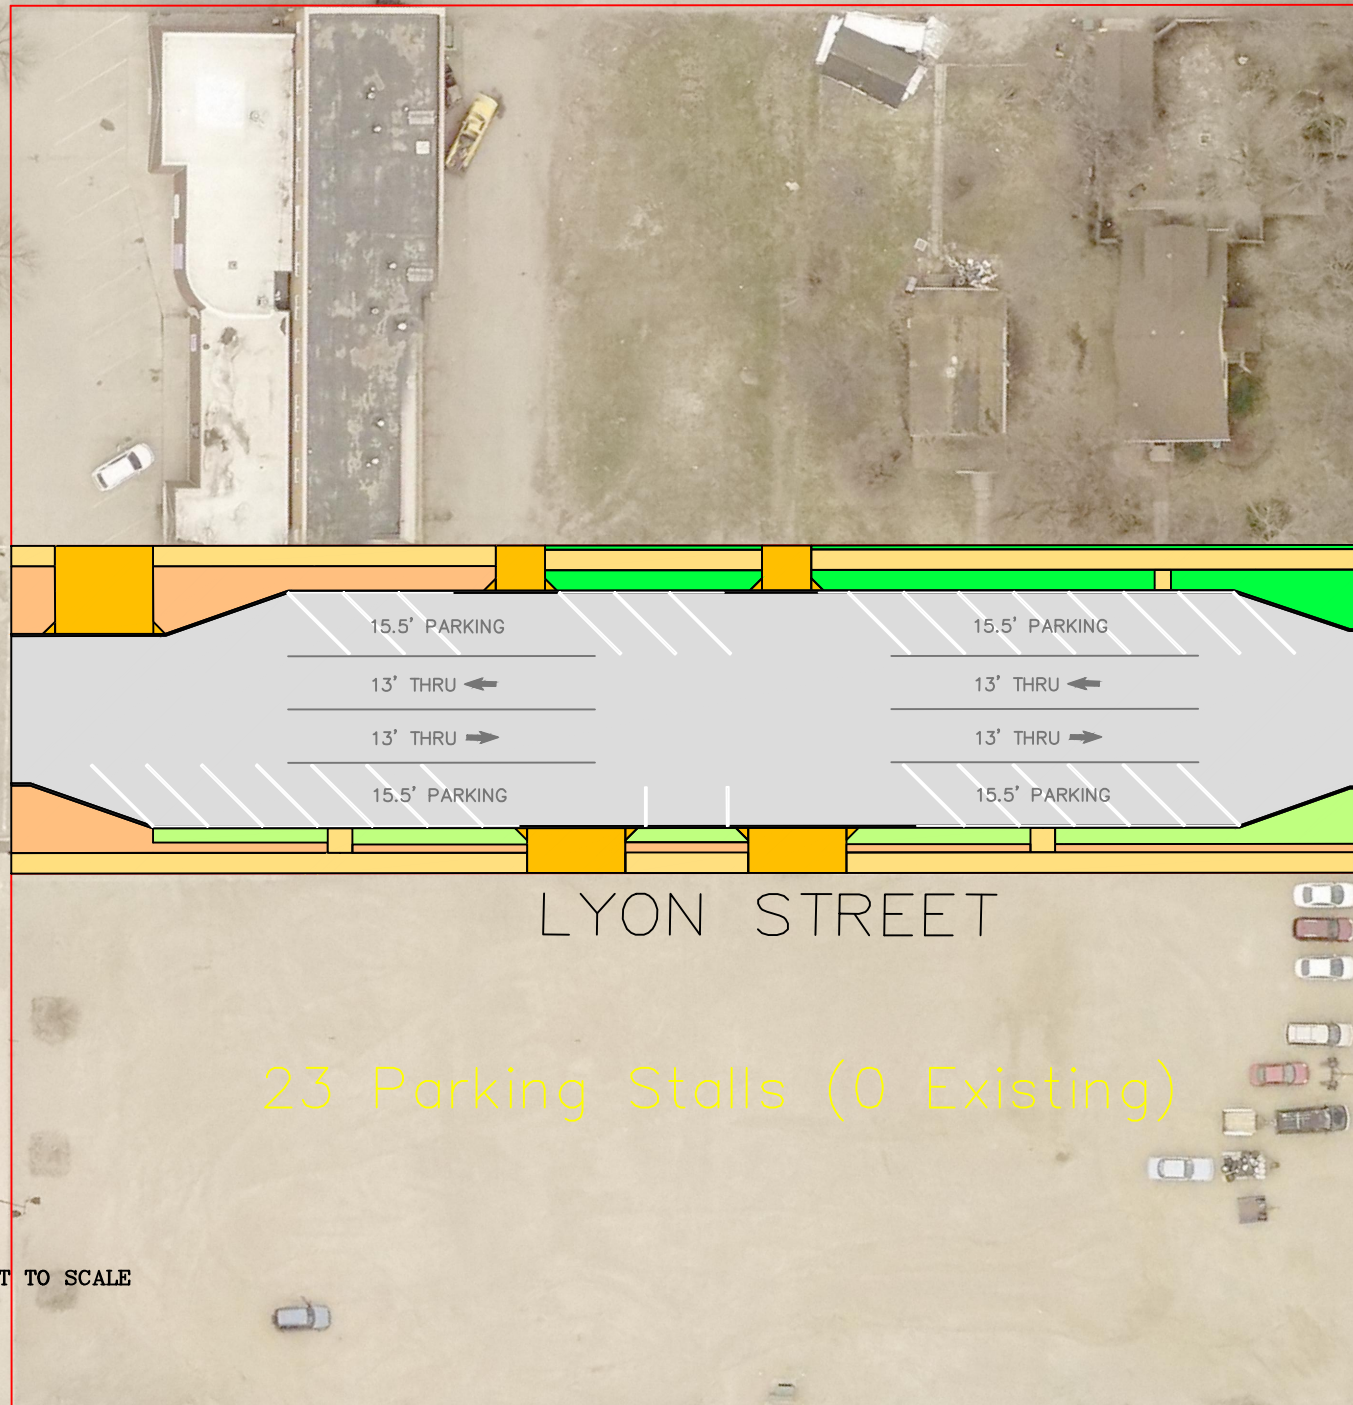 15.5' PARKING 15.5' PARKING
13' THRU 13' THRU
13' THRU 13' THRU
15.5' PARKING 15.5' PARKING
LYON STREET
23 Parking Stalls (0 Existing)
T TO SCALE